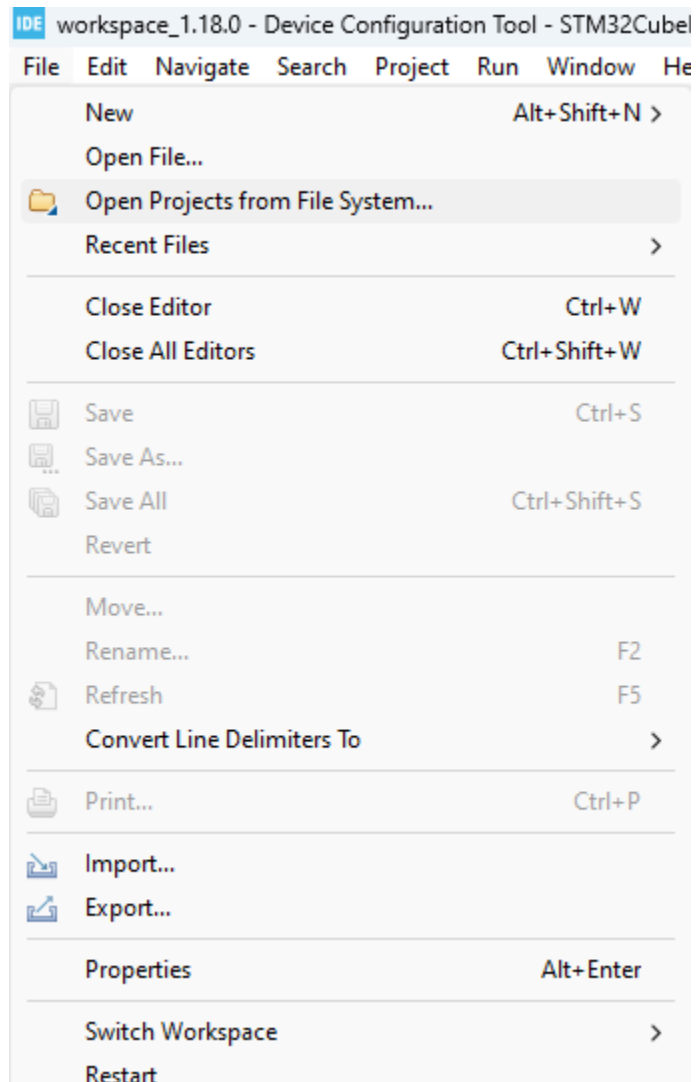 IDE workspace_1.18.0 - Device Configuration Tool - STM32CubeI
File Edit Navigate Search Project Run Window He
New Alt+Shift+N >
Open File...
Open Projects from File System...
Recent Files >
Close Editor Ctrl+W
Close All Editors Ctrl+Shift+W
Save Ctrl+S
Save As...
Save All Ctrl+Shift+S
Revert
Move...
Rename... F2
Refresh F5
Convert Line Delimiters To >
Print... Ctrl+P
Import...
Export...
Properties Alt+Enter
Switch Workspace >
Restart